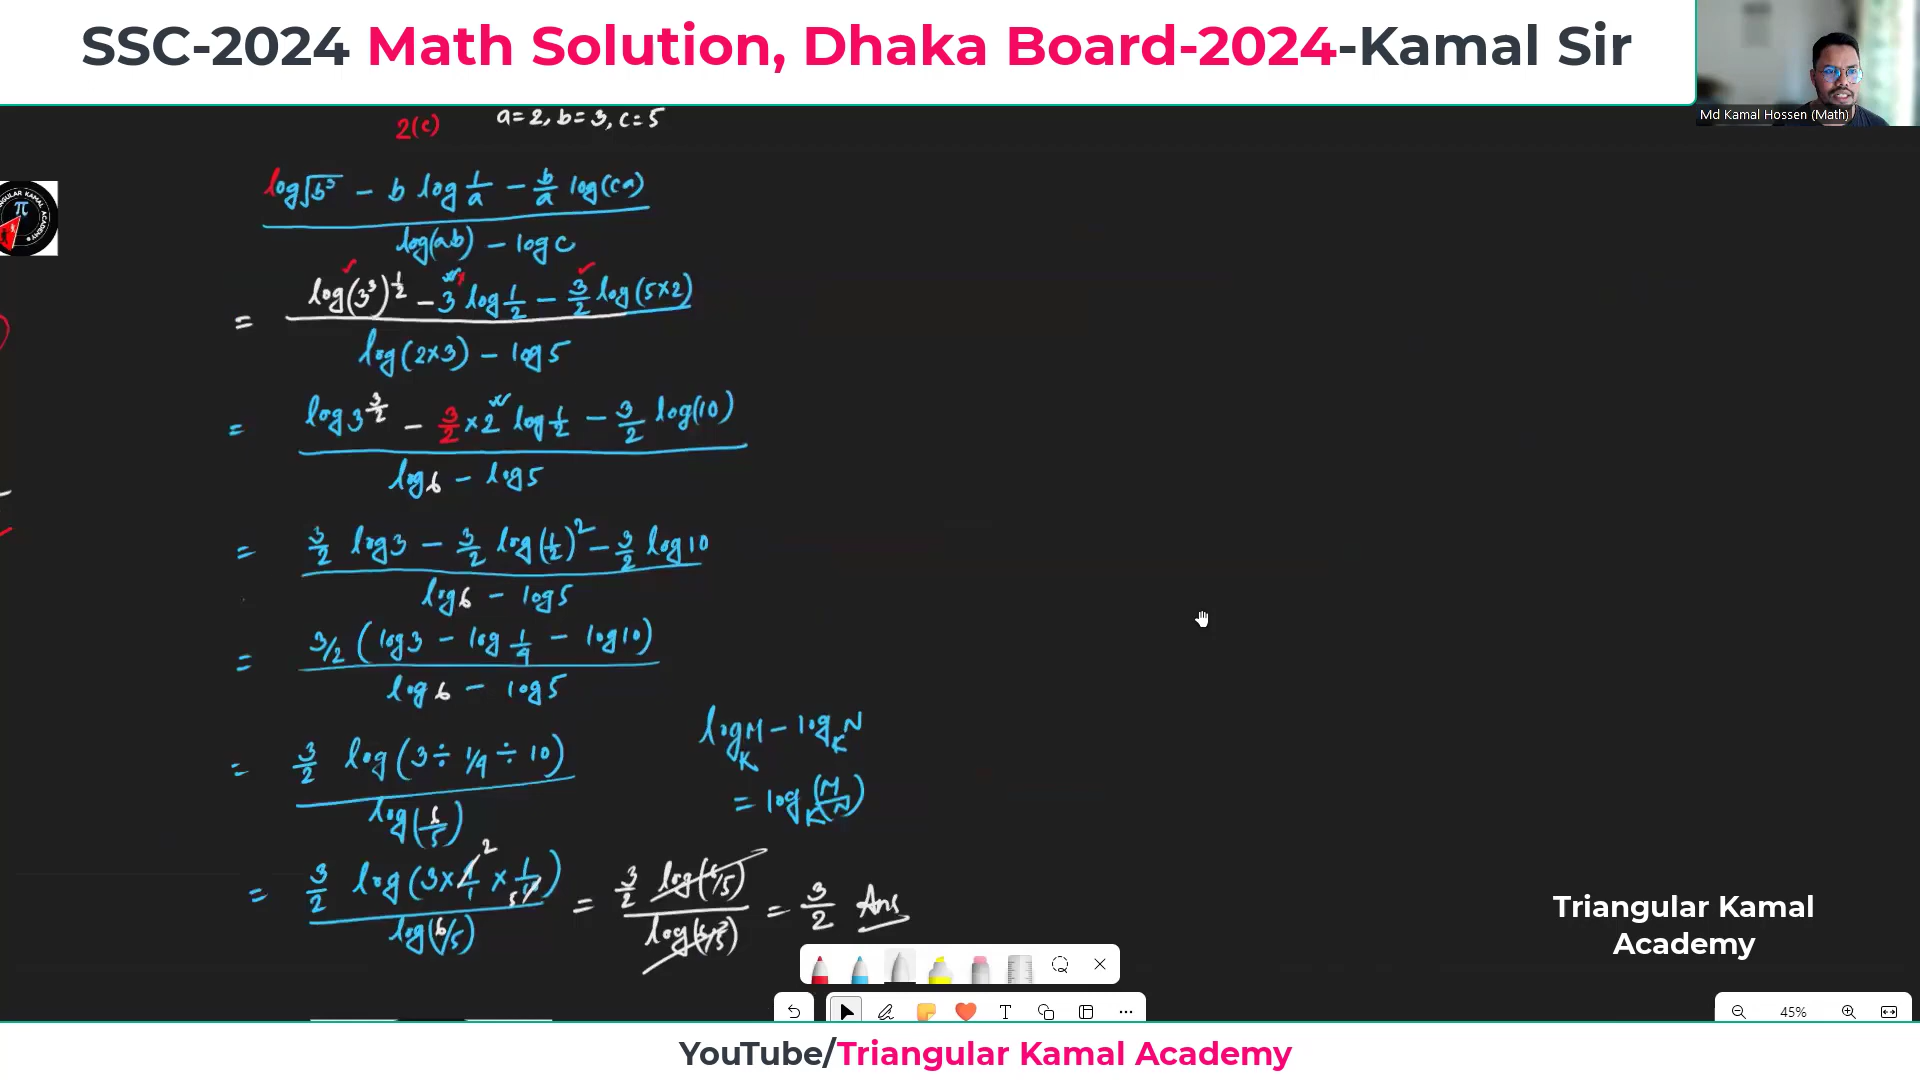 SSC-2024 Math Solution, Dhaka Board-2024-Kamal Sir
Md Kamal Hossen (Math)
2(c) a=2, b=3, c=5
log√b³ − b log 1/a − b/a log(ca)
log(ab) − log c
= log(3³)^½ − 3 log ½ − 3/2 log(5×2)
log(2×3) − log 5
= log 3^3/2 − 3/2 × 2 log ½ − 3/2 log(10)
log 6 − log 5
= 3/2 log 3 − 3/2 log(½)² − 3/2 log 10
log 6 − log 5
= 3/2 (log 3 − log 1/4 − log 10)
log 6 − log 5
= 3/2 log(3 ÷ 1/4 ÷ 10)
log(6/5)
log_K M − log_K N
= log_K (M/N)
= 3/2 log(3 × 4/1 × 1/10) = 3/2 log(6/5) = 3/2 Ans
2
5
log(6/5) log(6/5)
Triangular Kamal
Academy
T
45%
YouTube/Triangular Kamal Academy